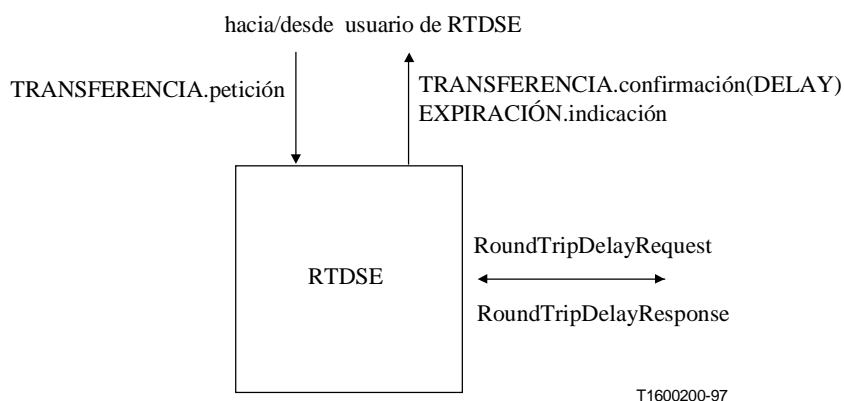 hacia/desde usuario de RTDSE
TRANSFERENCIA.petición
TRANSFERENCIA.confirmación(DELAY)
EXPIRACIÓN.indicación
RTDSE
RoundTripDelayRequest
RoundTripDelayResponse
T1600200-97